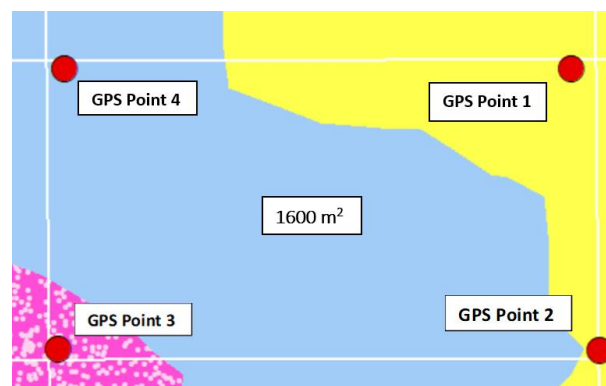 GPS Point 4
GPS Point 1
1600 m²
GPS Point 3
GPS Point 2